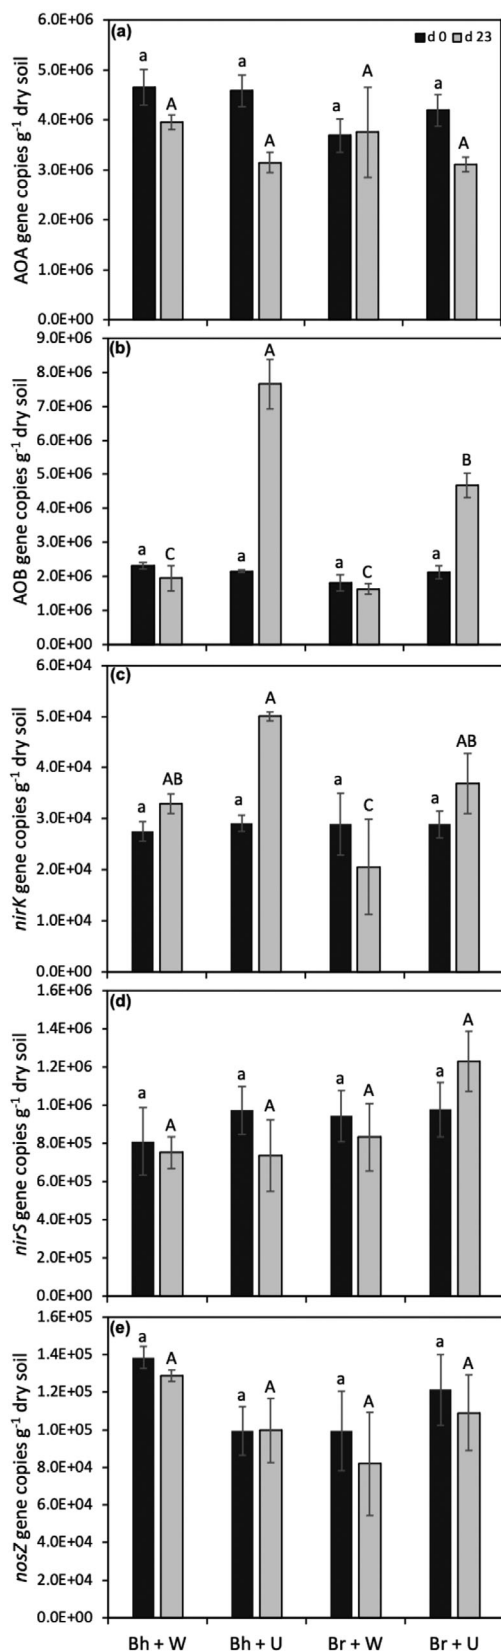 (a)
d 0 d 23
6.0E+06
5.0E+06
4.0E+06
3.0E+06
2.0E+06
1.0E+06
0.0E+00
AOA gene copies g⁻¹ dry soil
a A a A a A a A
(b)
9.0E+06
8.0E+06
7.0E+06
6.0E+06
5.0E+06
4.0E+06
3.0E+06
2.0E+06
1.0E+06
0.0E+00
AOB gene copies g⁻¹ dry soil
a C a A a C a B
(c)
6.0E+04
5.0E+04
4.0E+04
3.0E+04
2.0E+04
1.0E+04
0.0E+00
nirK gene copies g⁻¹ dry soil
a AB a A a C a AB
(d)
1.6E+06
1.4E+06
1.2E+06
1.0E+06
8.0E+05
6.0E+05
4.0E+05
2.0E+05
0.0E+00
nirS gene copies g⁻¹ dry soil
a A a A a A a A
(e)
1.6E+05
1.4E+05
1.2E+05
1.0E+05
8.0E+04
6.0E+04
4.0E+04
2.0E+04
0.0E+00
nosZ gene copies g⁻¹ dry soil
a A a A a A a A
Bh + W Bh + U Br + W Br + U